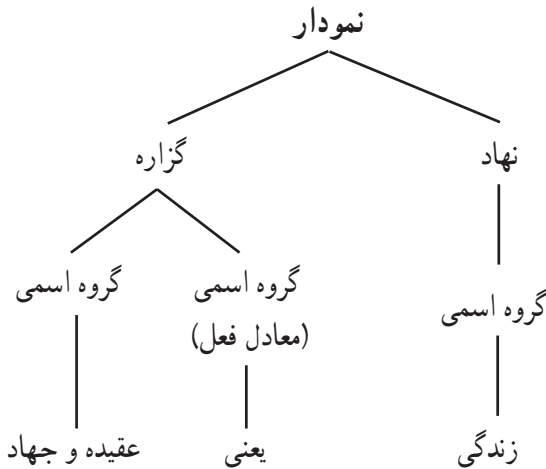 نمودار
نهاد
گزاره
گروه اسمی
گروه اسمی
(معادل فعل)
گروه اسمی
زندگی
یعنی
عقیده و جهاد